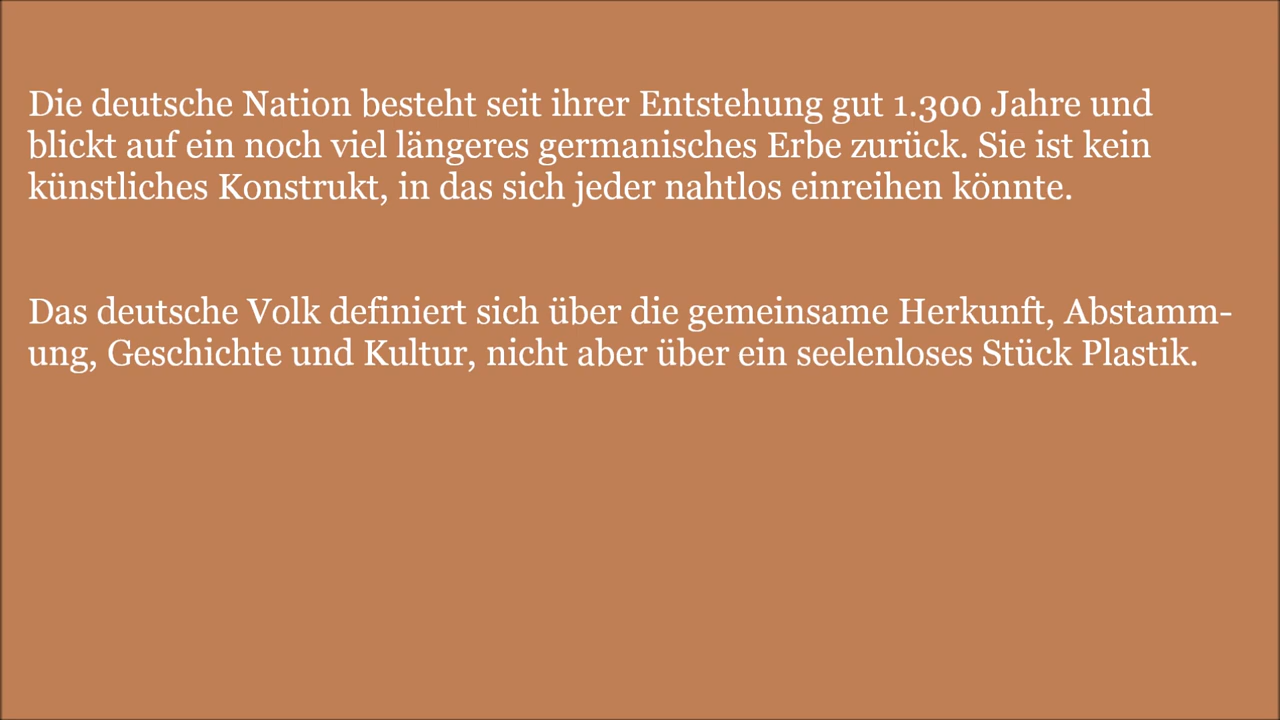 Die deutsche Nation besteht seit ihrer Entstehung gut 1.300 Jahre und
blickt auf ein noch viel längeres germanisches Erbe zurück. Sie ist kein
künstliches Konstrukt, in das sich jeder nahtlos einreihen könnte.
Das deutsche Volk definiert sich über die gemeinsame Herkunft, Abstamm-
ung, Geschichte und Kultur, nicht aber über ein seelenloses Stück Plastik.